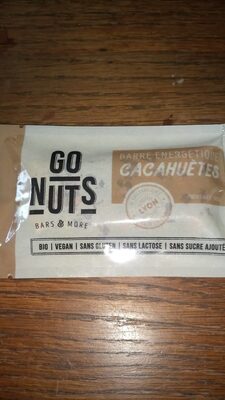 GO
NUTS
BARS & MORE
BARRE ÉNERGÉTIQUE
CACAHUÈTES
LYON
BIO | VEGAN | SANS GLUTEN | SANS LACTOSE | SANS SUCRE AJOUTÉ